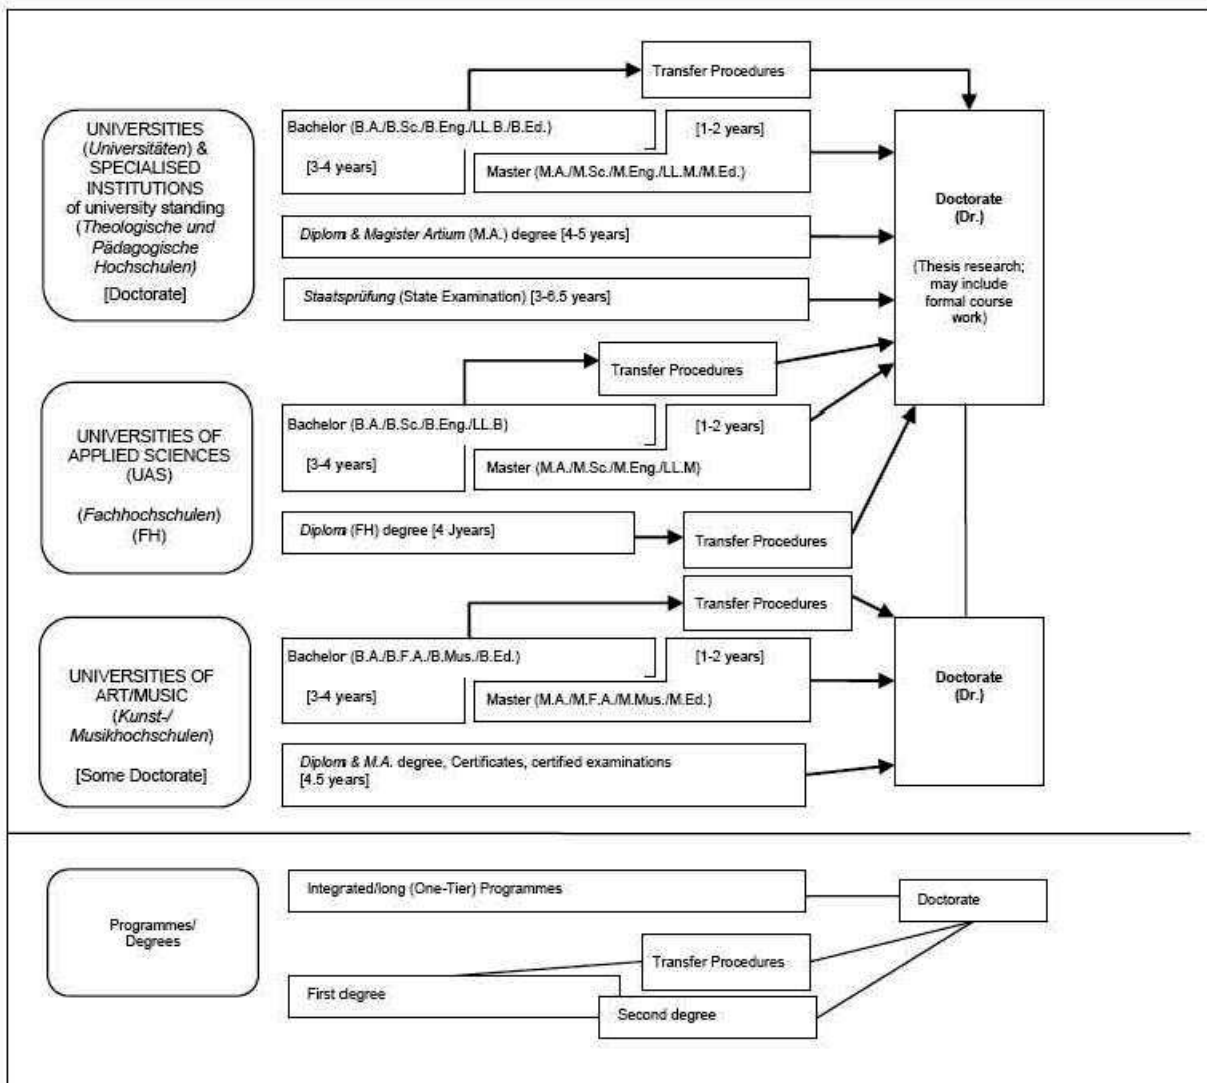 Transfer Procedures
UNIVERSITIES
(Universitäten) &
SPECIALISED
INSTITUTIONS
of university standing
(Theologische und
Pädagogische
Hochschulen)
[Doctorate]
Bachelor (B.A./B.Sc./B.Eng./LL.B./B.Ed.)
[3-4 years]
[1-2 years]
Master (M.A./M.Sc./M.Eng./LL.M./M.Ed.)
Diplom & Magister Artium (M.A.) degree [4-5 years]
Staatsprüfung (State Examination) [3-6.5 years]
Doctorate
(Dr.)
(Thesis research;
may include
formal course
work)
Transfer Procedures
UNIVERSITIES OF
APPLIED SCIENCES
(UAS)
(Fachhochschulen)
(FH)
Bachelor (B.A./B.Sc./B.Eng./LL.B)
[3-4 years]
[1-2 years]
Master (M.A./M.Sc./M.Eng./LL.M)
Diplom (FH) degree [4 Jyears]
Transfer Procedures
Transfer Procedures
UNIVERSITIES OF
ART/MUSIC
(Kunst-/
Musikhochschulen)
[Some Doctorate]
Bachelor (B.A./B.F.A./B.Mus./B.Ed.)
[3-4 years]
[1-2 years]
Master (M.A./M.F.A./M.Mus./M.Ed.)
Diplom & M.A. degree, Certificates, certified examinations
[4.5 years]
Doctorate
(Dr.)
Programmes/
Degrees
Integrated/long (One-Tier) Programmes
Doctorate
Transfer Procedures
First degree
Second degree